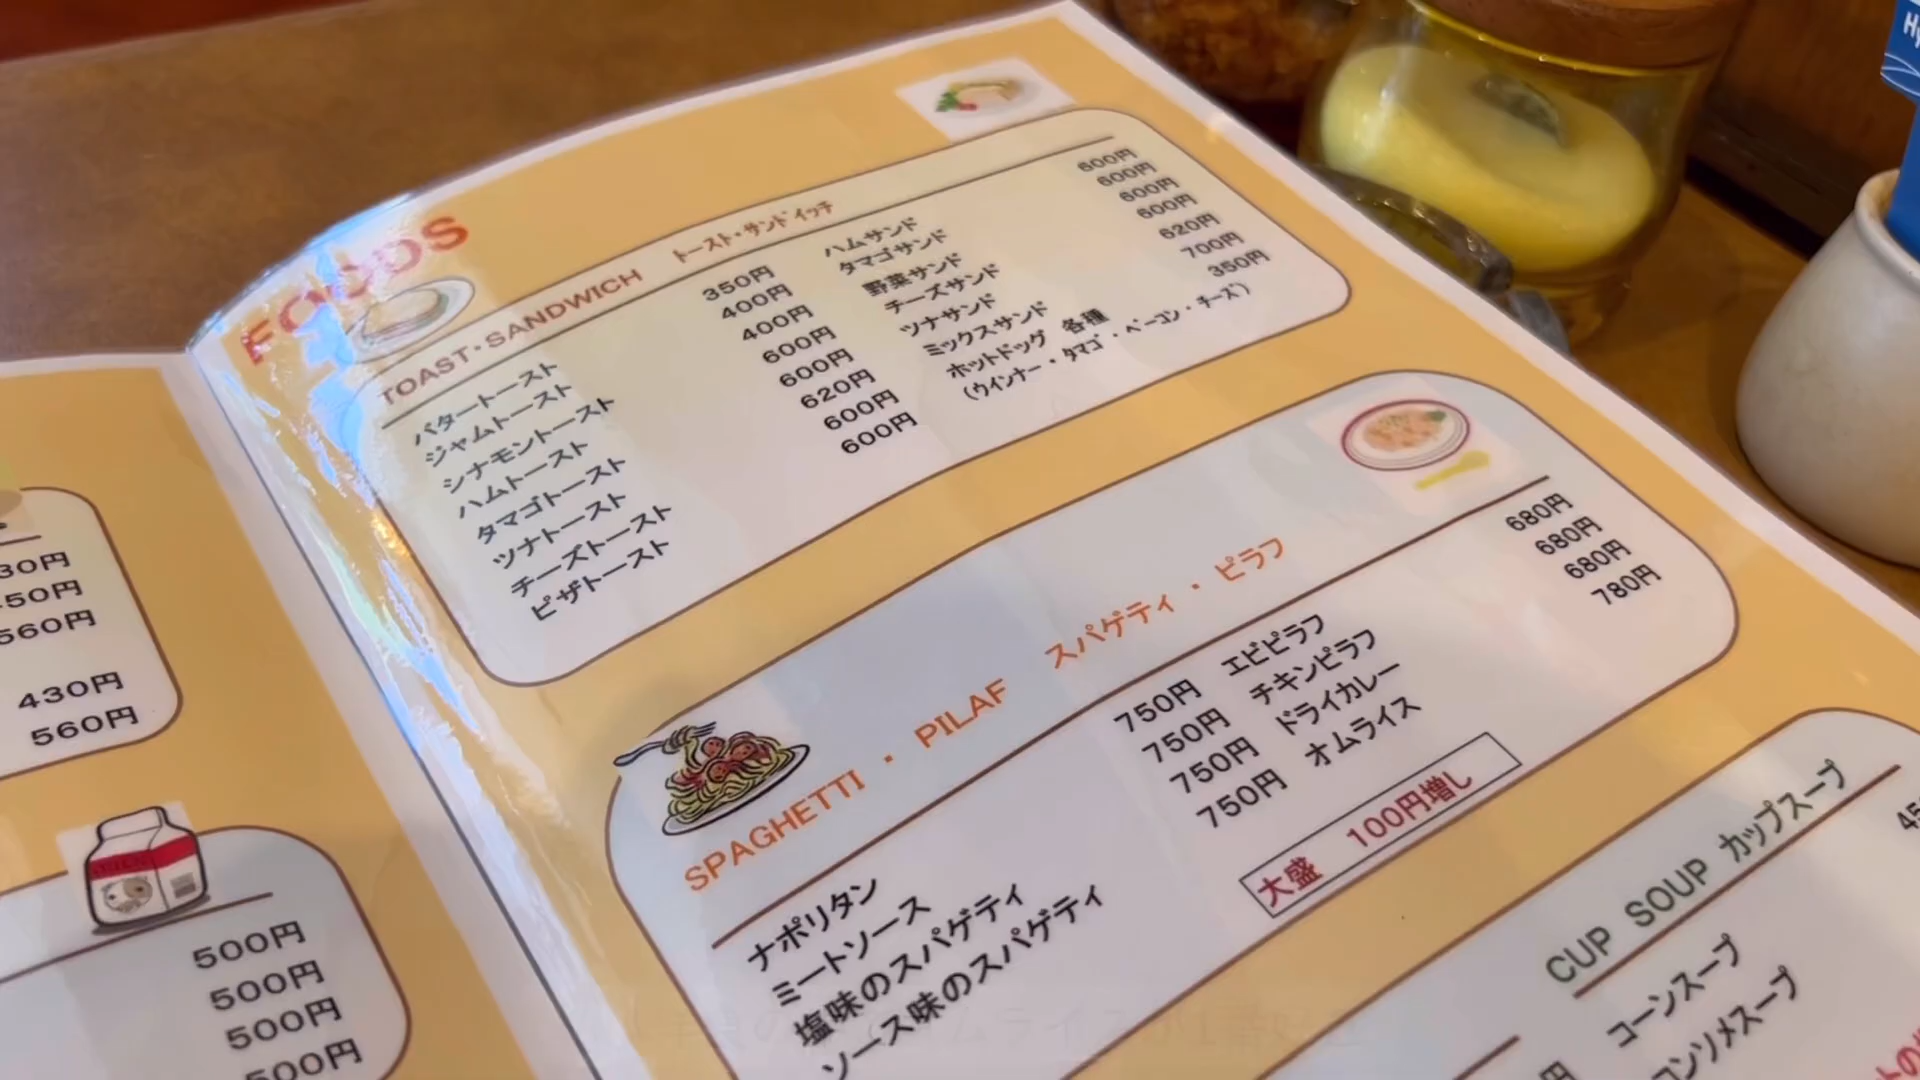 FOODS
TOAST・SANDWICH トースト・サンドイッチ
バタートースト 350円
ジャムトースト 400円
シナモントースト 400円
ハムトースト 600円
タマゴトースト 600円
ツナトースト 620円
チーズトースト 600円
ピザトースト 600円
ハムサンド 600円
タマゴサンド 600円
野菜サンド 600円
チーズサンド 600円
ツナサンド 620円
ミックスサンド 700円
ホットドッグ 各種 350円
(ウインナー・タマゴ・ベーコン・チーズ)
SPAGHETTI ・ PILAF スパゲティ・ピラフ
ナポリタン 750円
ミートソース 750円
塩味のスパゲティ 750円
ソース味のスパゲティ 750円
エビピラフ 680円
チキンピラフ 680円
ドライカレー 680円
オムライス 780円
大盛 100円増し
CUP SOUP カップスープ
コーンスープ
コンソメスープ
430円
560円
500円
500円
500円
500円
560円